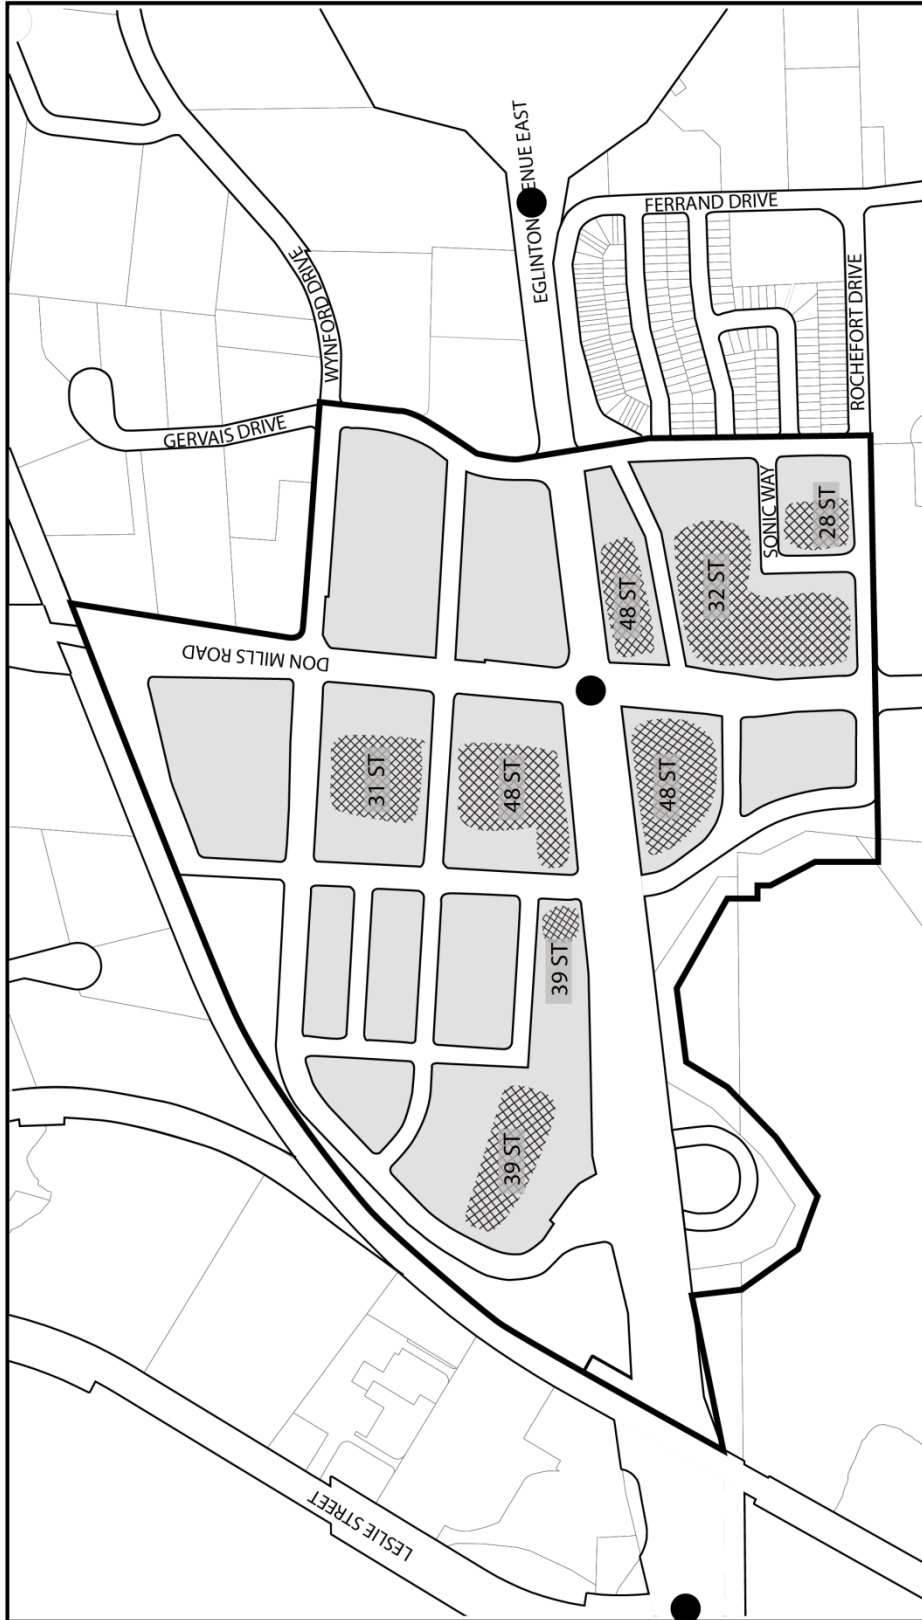 EGLINTON ENUE EAST
FERRAND DRIVE
WYNFORD DRIVE
ROCHEFORT DRIVE
GERVAIS DRIVE
SONIC WAY
28 ST
32 ST
48 ST
DON MILLS ROAD
31 ST
48 ST
48 ST
39 ST
39 ST
LESLIE STREET